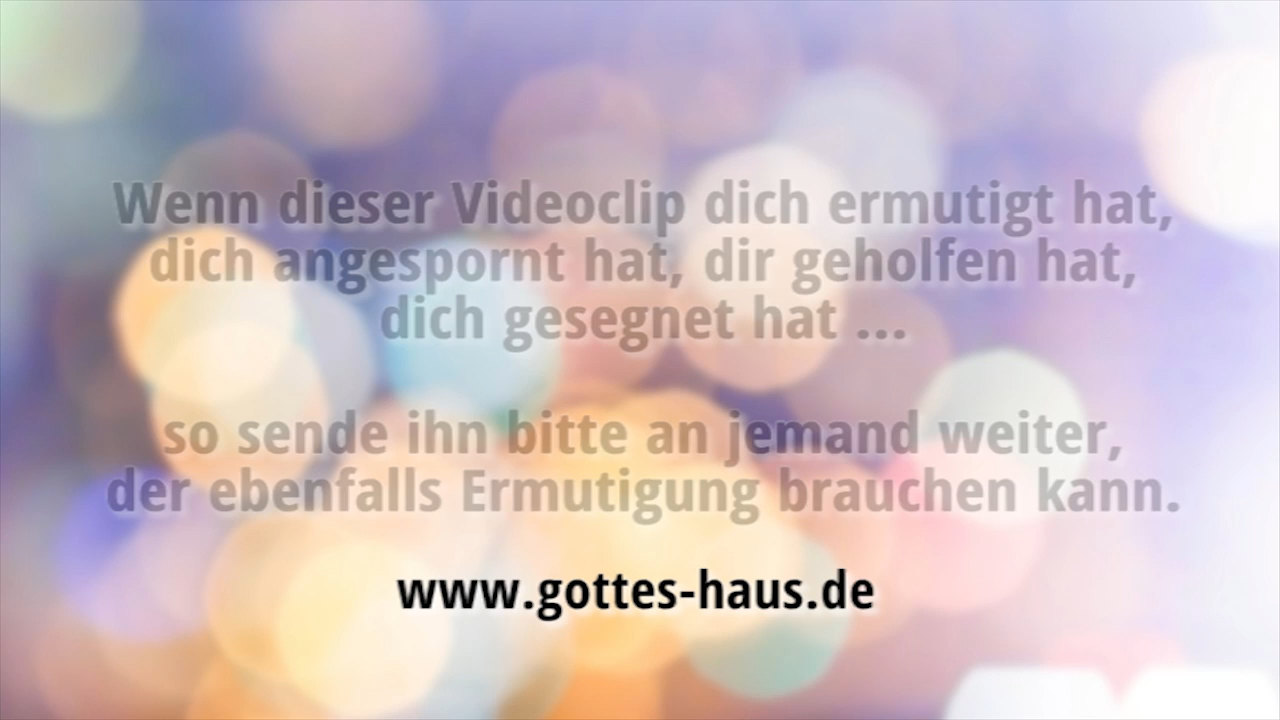 Wenn dieser Videoclip dich ermutigt hat,
dich angespornt hat, dir geholfen hat,
dich gesegnet hat ...
so sende ihn bitte an jemand weiter,
der ebenfalls Ermutigung brauchen kann.
www.gottes-haus.de